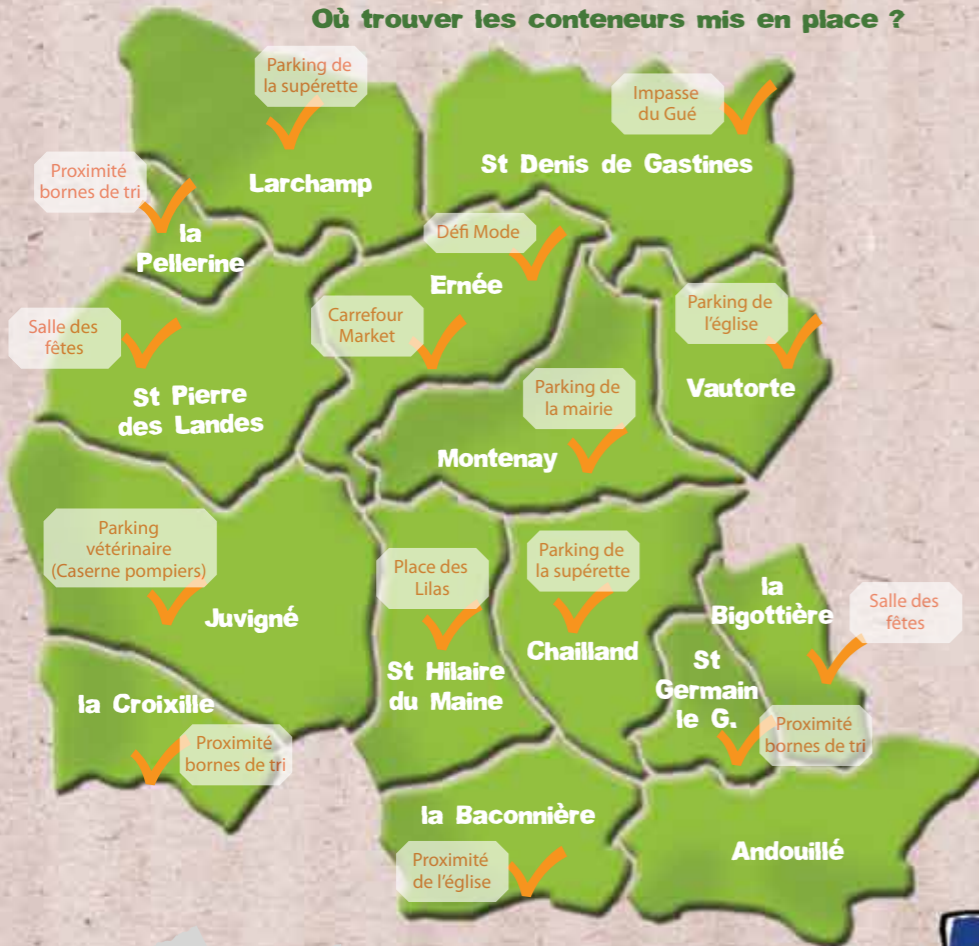 Où trouver les conteneurs mis en place ?
Parking de
la supérette
Larchamp
Impasse
du Gué
St Denis de Gastines
Proximité
bornes de tri
la
Pellerine
Défi Mode
Ernée
Carrefour
Market
Parking de
l'église
Vautorte
Salle des
fêtes
St Pierre
des Landes
Parking de
la mairie
Montenay
Parking
vétérinaire
(Caserne pompiers)
Juvigné
Place des
Lilas
St Hilaire
du Maine
Parking de
la supérette
Chailland
la
Bigottière
Salle des
fêtes
St
Germain
le G.
Proximité
bornes de tri
la Croixille
Proximité
bornes de tri
la Baconnière
Proximité
de l'église
Andouillé